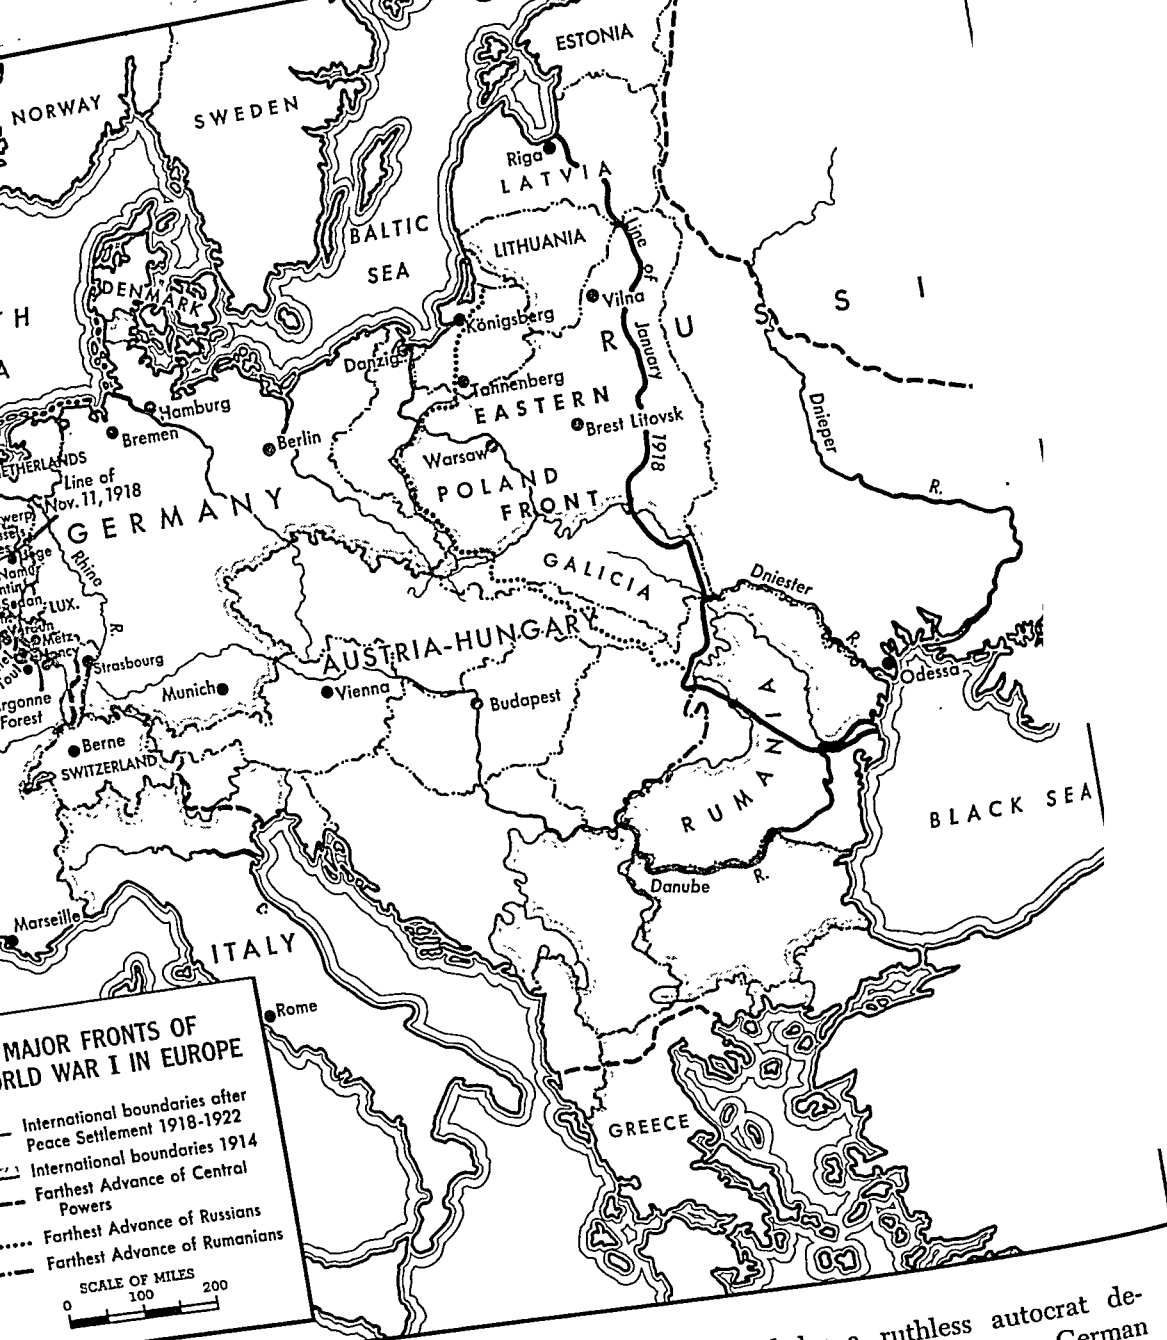 ESTONIA
NORWAY
SWEDEN
Riga
LATVIA
BALTIC
SEA
LITHUANIA
Line of January 1918
DENMARK
Vilna
Königsberg
R U S S I
H
A
Danzig
Tannenberg
EASTERN
Hamburg
Bremen
Berlin
Brest Litovsk
Dnieper
R.
Warsaw
POLAND
FRONT
ETHERLANDS
Line of
Nov. 11, 1918
GERMANY
werp
Rhine
R.
GALICIA
Dniester
R.
Sedan
LUX.
Metz
Nancy
AUSTRIA-HUNGARY
Strasbourg
Munich
Vienna
Budapest
Odessa
rgonne
Forest
Berne
SWITZERLAND
RUMANIA
BLACK SEA
Danube
R.
Marseille
ITALY
Rome
GREECE
MAJOR FRONTS OF
ORLD WAR I IN EUROPE
International boundaries after
Peace Settlement 1918-1922
International boundaries 1914
Farthest Advance of Central
Powers
Farthest Advance of Russians
Farthest Advance of Rumanians
SCALE OF MILES
0 100 200
a ruthless autocrat de-
German